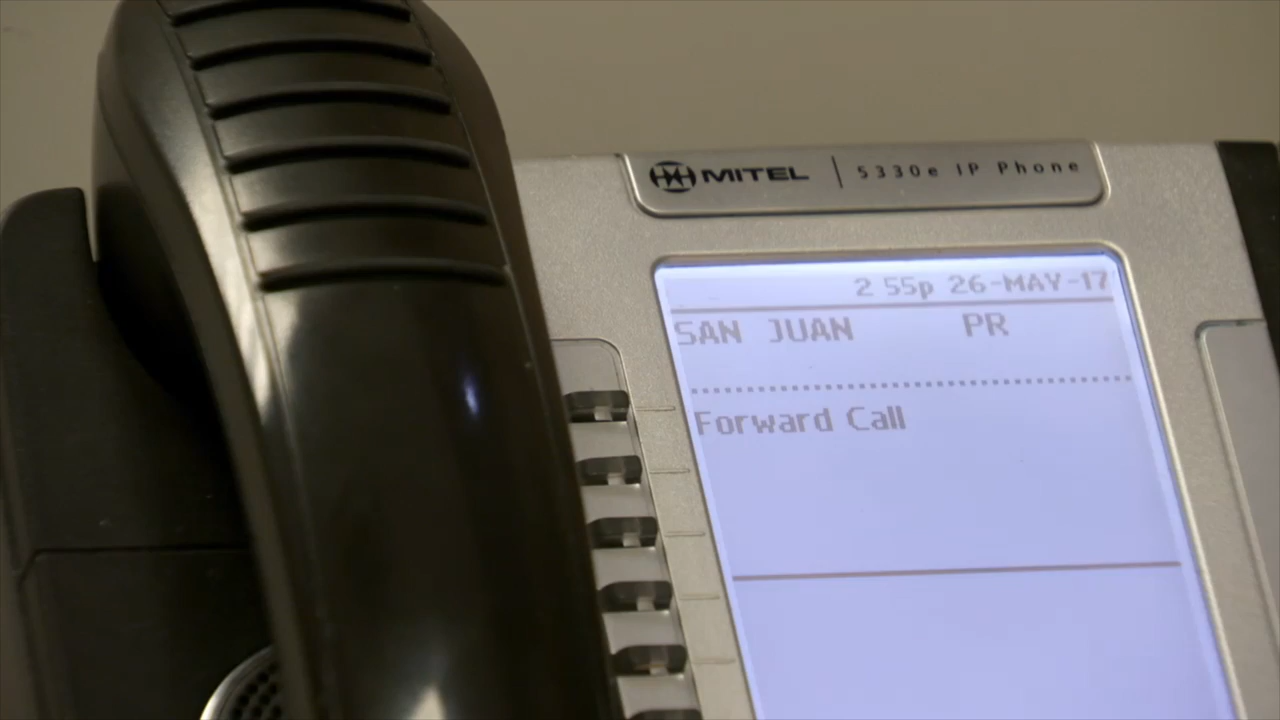 MITEL | 5330e IP Phone
2 55p 26-MAY-17
SAN JUAN PR
Forward Call